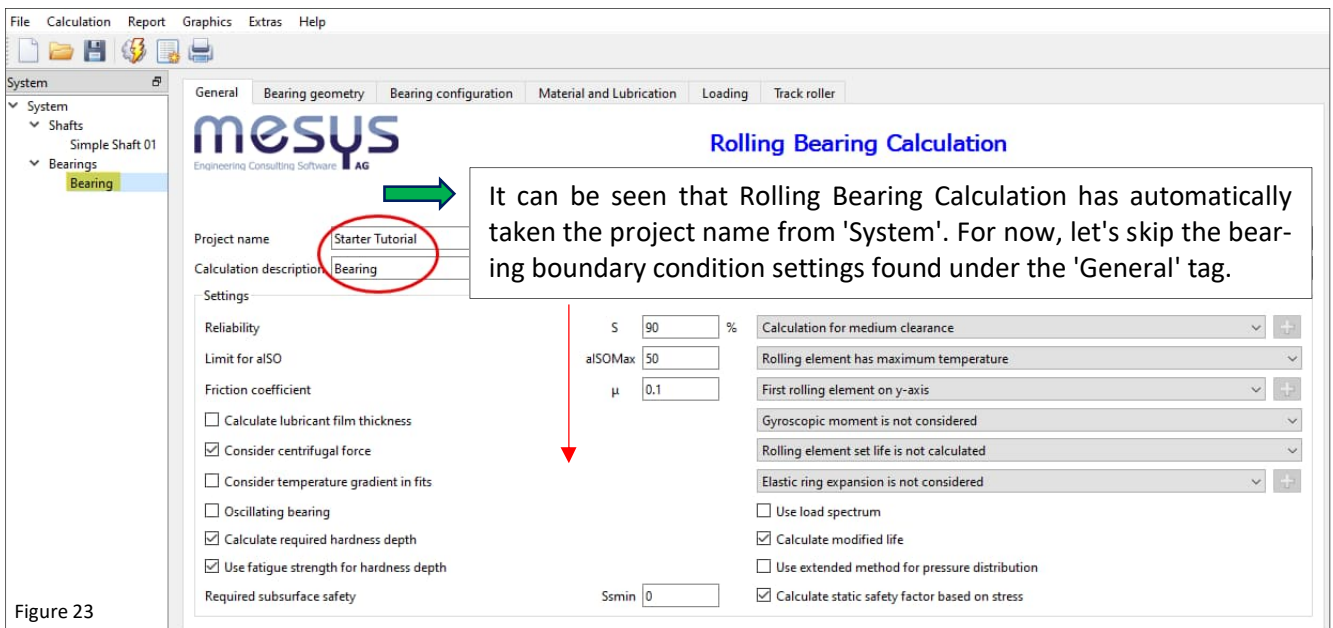 File Calculation Report Graphics Extras Help
System
System
Shafts
Simple Shaft 01
Bearings
Bearing
General Bearing geometry Bearing configuration Material and Lubrication Loading Track roller
mesys
Engineering Consulting Software AG
Rolling Bearing Calculation
It can be seen that Rolling Bearing Calculation has automatically
taken the project name from 'System'. For now, let's skip the bear-
ing boundary condition settings found under the 'General' tag.
Project name Starter Tutorial
Calculation description Bearing
Settings
Reliability S 90 % Calculation for medium clearance
Limit for aISO aISOMax 50 Rolling element has maximum temperature
Friction coefficient μ 0.1 First rolling element on y-axis
Calculate lubricant film thickness Gyroscopic moment is not considered
Consider centrifugal force Rolling element set life is not calculated
Consider temperature gradient in fits Elastic ring expansion is not considered
Oscillating bearing Use load spectrum
Calculate required hardness depth Calculate modified life
Use fatigue strength for hardness depth Use extended method for pressure distribution
Required subsurface safety Ssmin 0 Calculate static safety factor based on stress
Figure 23